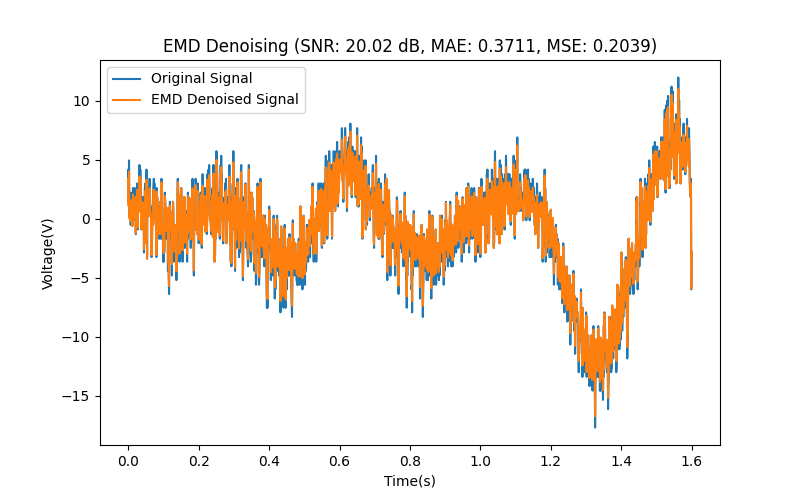 EMD Denoising (SNR: 20.02 dB, MAE: 0.3711, MSE: 0.2039)
Original Signal
EMD Denoised Signal
10
5
0
−5
−10
−15
Voltage(V)
0.0 0.2 0.4 0.6 0.8 1.0 1.2 1.4 1.6
Time(s)